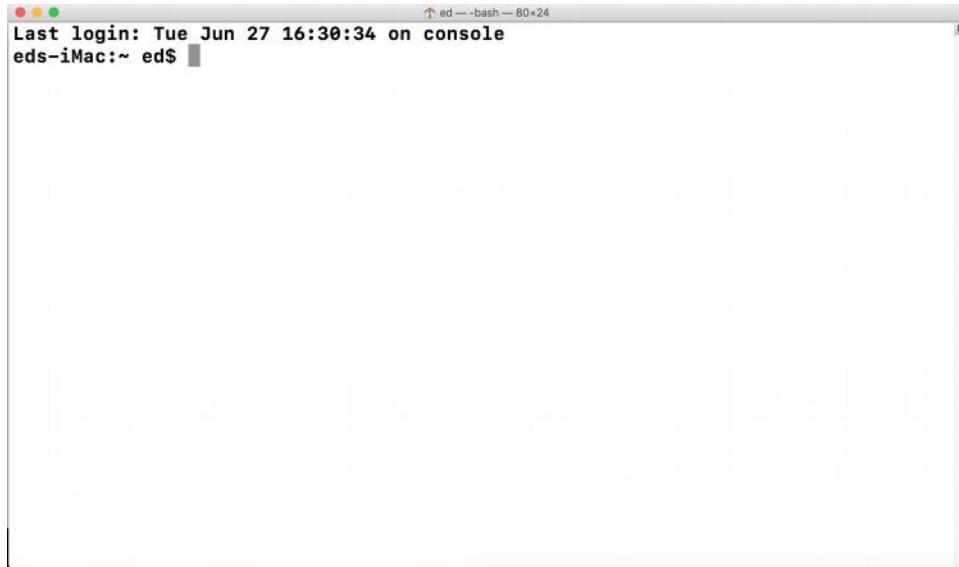 ed — -bash — 80×24
Last login: Tue Jun 27 16:30:34 on console
eds-iMac:~ ed$